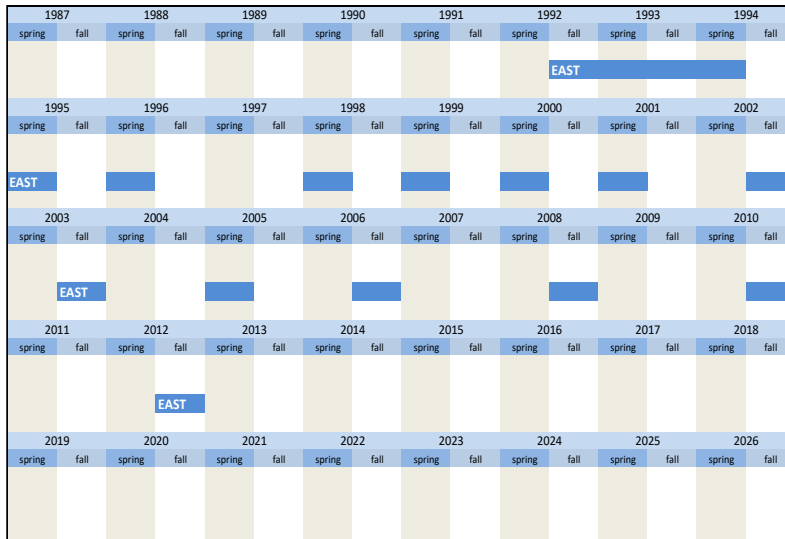 1987 1988 1989 1990 1991 1992 1993 1994
spring fall spring fall spring fall spring fall spring fall spring fall spring fall spring fall
EAST
1995 1996 1997 1998 1999 2000 2001 2002
spring fall spring fall spring fall spring fall spring fall spring fall spring fall spring fall
EAST
2003 2004 2005 2006 2007 2008 2009 2010
spring fall spring fall spring fall spring fall spring fall spring fall spring fall spring fall
EAST
2011 2012 2013 2014 2015 2016 2017 2018
spring fall spring fall spring fall spring fall spring fall spring fall spring fall spring fall
EAST
2019 2020 2021 2022 2023 2024 2025 2026
spring fall spring fall spring fall spring fall spring fall spring fall spring fall spring fall